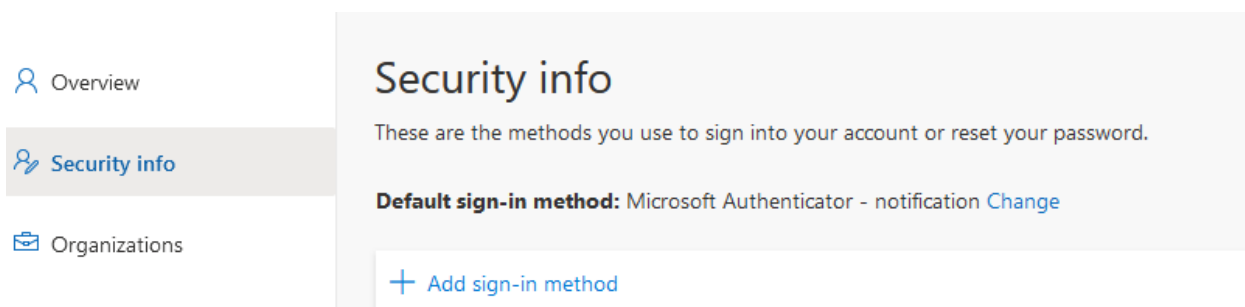 Overview
Security info
Organizations
Security info
These are the methods you use to sign into your account or reset your password.
Default sign-in method: Microsoft Authenticator - notification Change
Add sign-in method